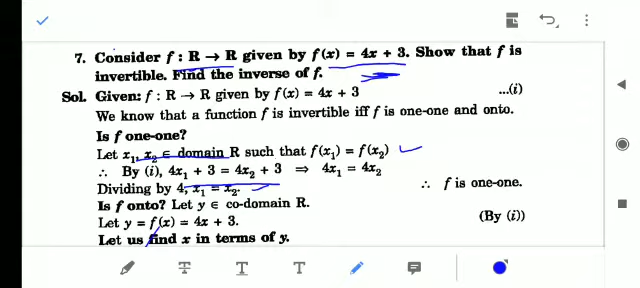 7. Consider f : R → R given by f(x) = 4x + 3. Show that f is
invertible. Find the inverse of f.
Sol. Given: f : R → R given by f(x) = 4x + 3 ...(i)
We know that a function f is invertible iff f is one-one and onto.
Is f one-one?
Let x₁, x₂ ∈ domain R such that f(x₁) = f(x₂)
∴ By (i), 4x₁ + 3 = 4x₂ + 3 ⇒ 4x₁ = 4x₂
Dividing by 4, x₁ = x₂. ∴ f is one-one.
Is f onto? Let y ∈ co-domain R.
Let y = f(x) = 4x + 3. (By (i))
Let us find x in terms of y.